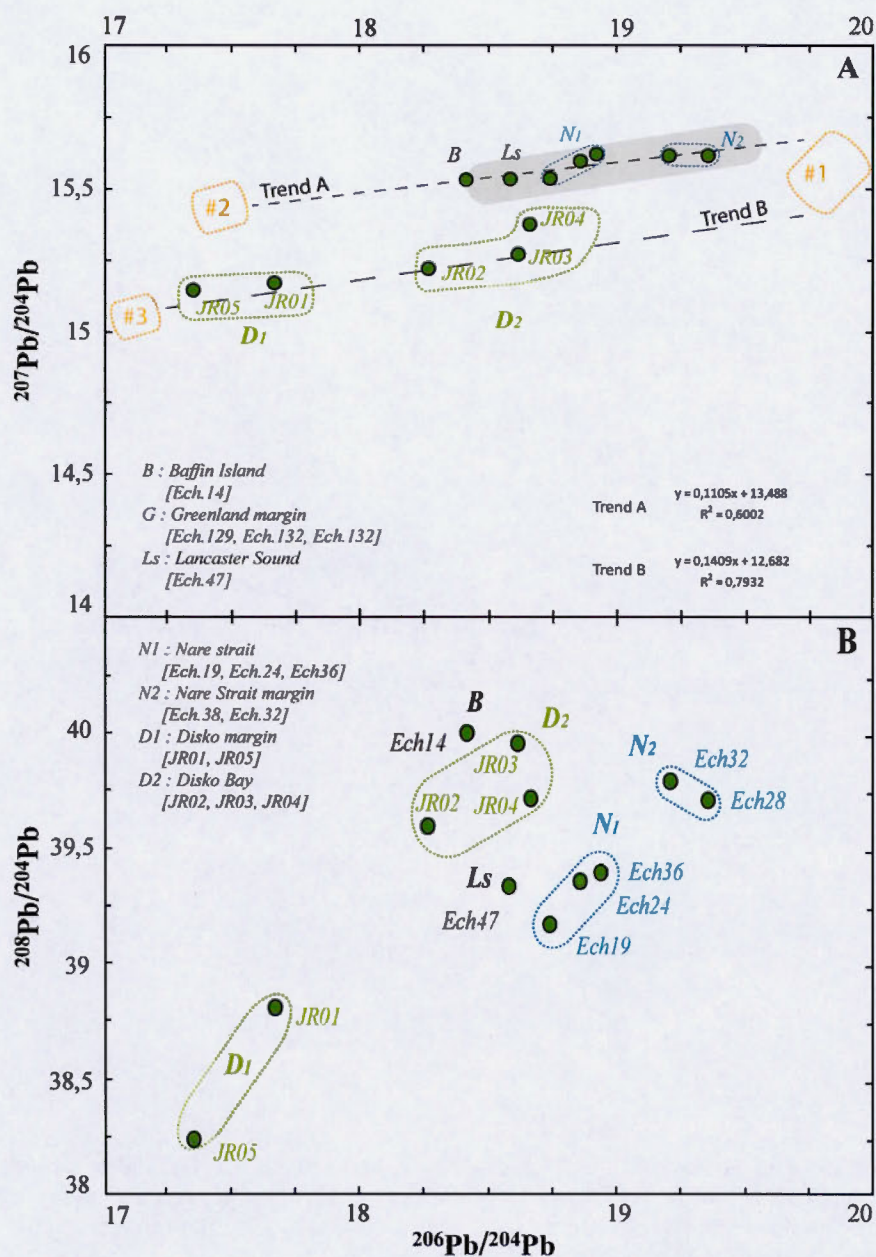 17 18 19 20
16
15,5
15
14,5
14
207Pb/204Pb
A
#2
Trend A
B
Ls
N1
N2
#1
Trend B
JR04
JR03
JR02
D2
#3
JR05
JR01
D1
B : Baffin Island
[Ech.14]
G : Greenland margin
[Ech.129, Ech.132, Ech.132]
Ls : Lancaster Sound
[Ech.47]
Trend A
y = 0,1105x + 13,488
R² = 0,6002
Trend B
y = 0,1409x + 12,682
R² = 0,7932
B
N1 : Nare strait
[Ech.19, Ech.24, Ech36]
N2 : Nare Strait margin
[Ech.38, Ech.32]
D1 : Disko margin
[JR01, JR05]
D2 : Disko Bay
[JR02, JR03, JR04]
40
39,5
39
38,5
38
208Pb/204Pb
B
Ech14
D2
JR03
JR02
JR04
N2
Ech32
Ech28
N1
Ls
Ech47
Ech36
Ech24
Ech19
JR01
D1
JR05
17 18 19 20
206Pb/204Pb